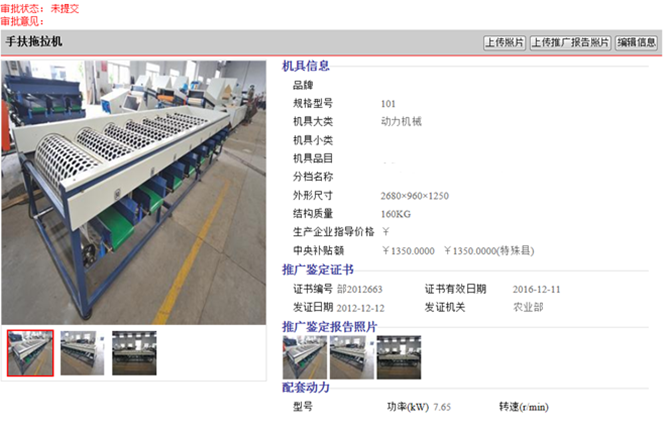 审批状态：未提交
审批意见：
手扶拖拉机
上传照片 上传推广报告照片 编辑信息
机具信息
品牌
规格型号 101
机具大类 动力机械
机具小类
机具品目
分档名称
外形尺寸 2680×960×1250
结构质量 160KG
生产企业指导价格 ￥
中央补贴额 ￥1350.0000 ￥1350.0000(特殊县)
推广鉴定证书
证书编号 部2012663 证书有效日期 2016-12-11
发证日期 2012-12-12 发证机关 农业部
推广鉴定报告照片
配套动力
型号 功率(kW) 7.65 转速(r/min)